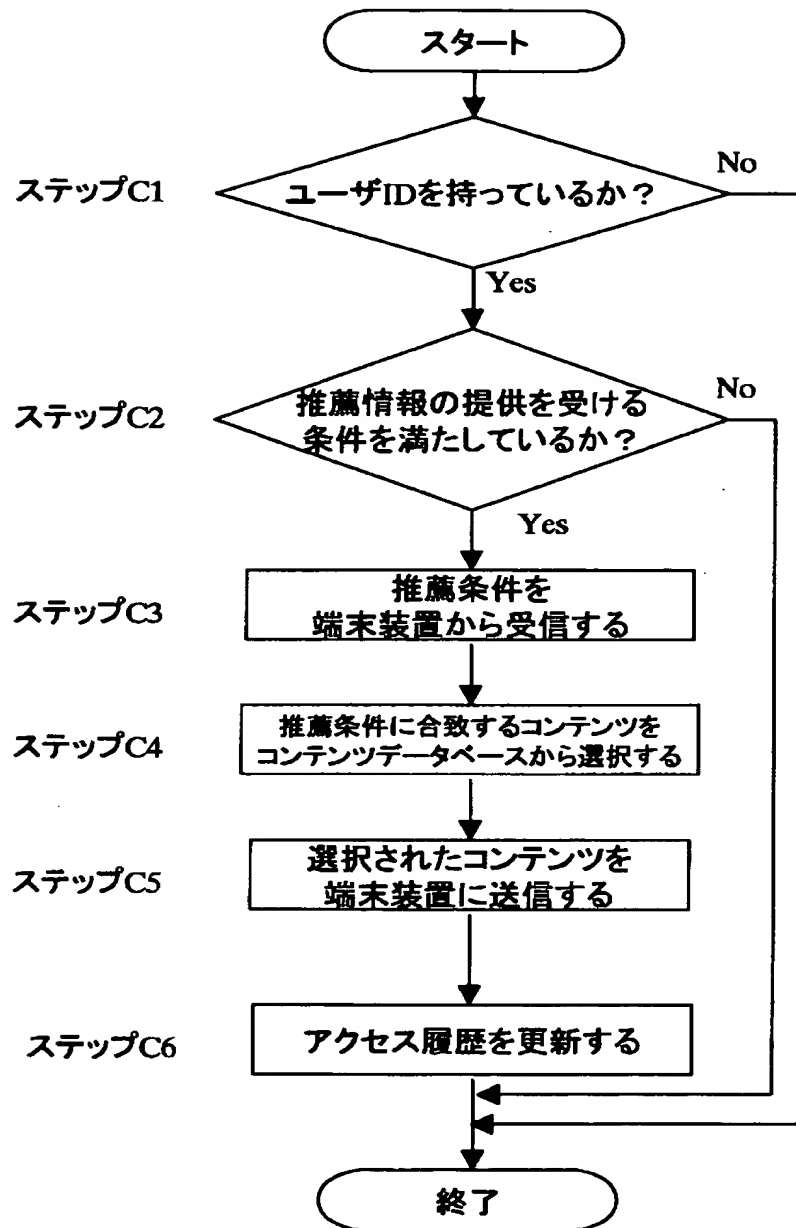 スタート
ステップC1
ユーザIDを持っているか？
No
Yes
ステップC2
推薦情報の提供を受ける
条件を満たしているか？
No
Yes
ステップC3
推薦条件を
端末装置から受信する
ステップC4
推薦条件に合致するコンテンツを
コンテンツデータベースから選択する
ステップC5
選択されたコンテンツを
端末装置に送信する
ステップC6
アクセス履歴を更新する
終了